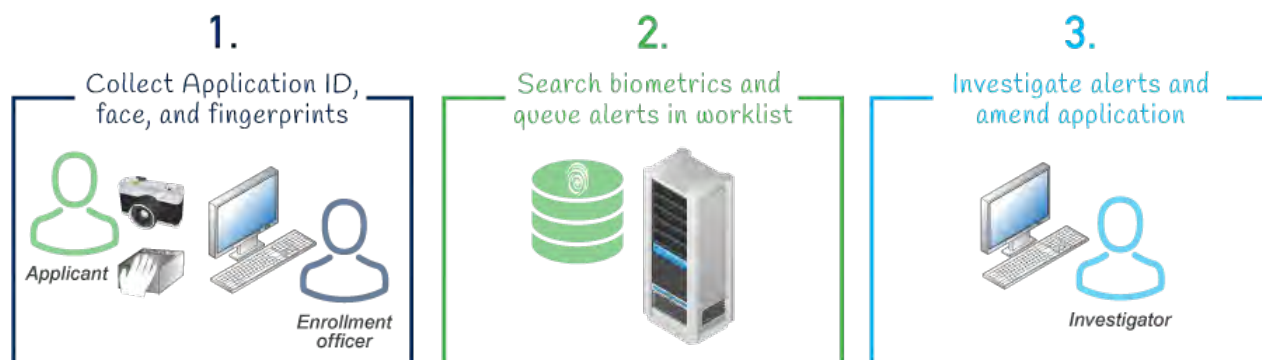 1.
Collect Application ID,
face, and fingerprints
Applicant
Enrollment
officer
2.
Search biometrics and
queue alerts in worklist
3.
Investigate alerts and
amend application
Investigator